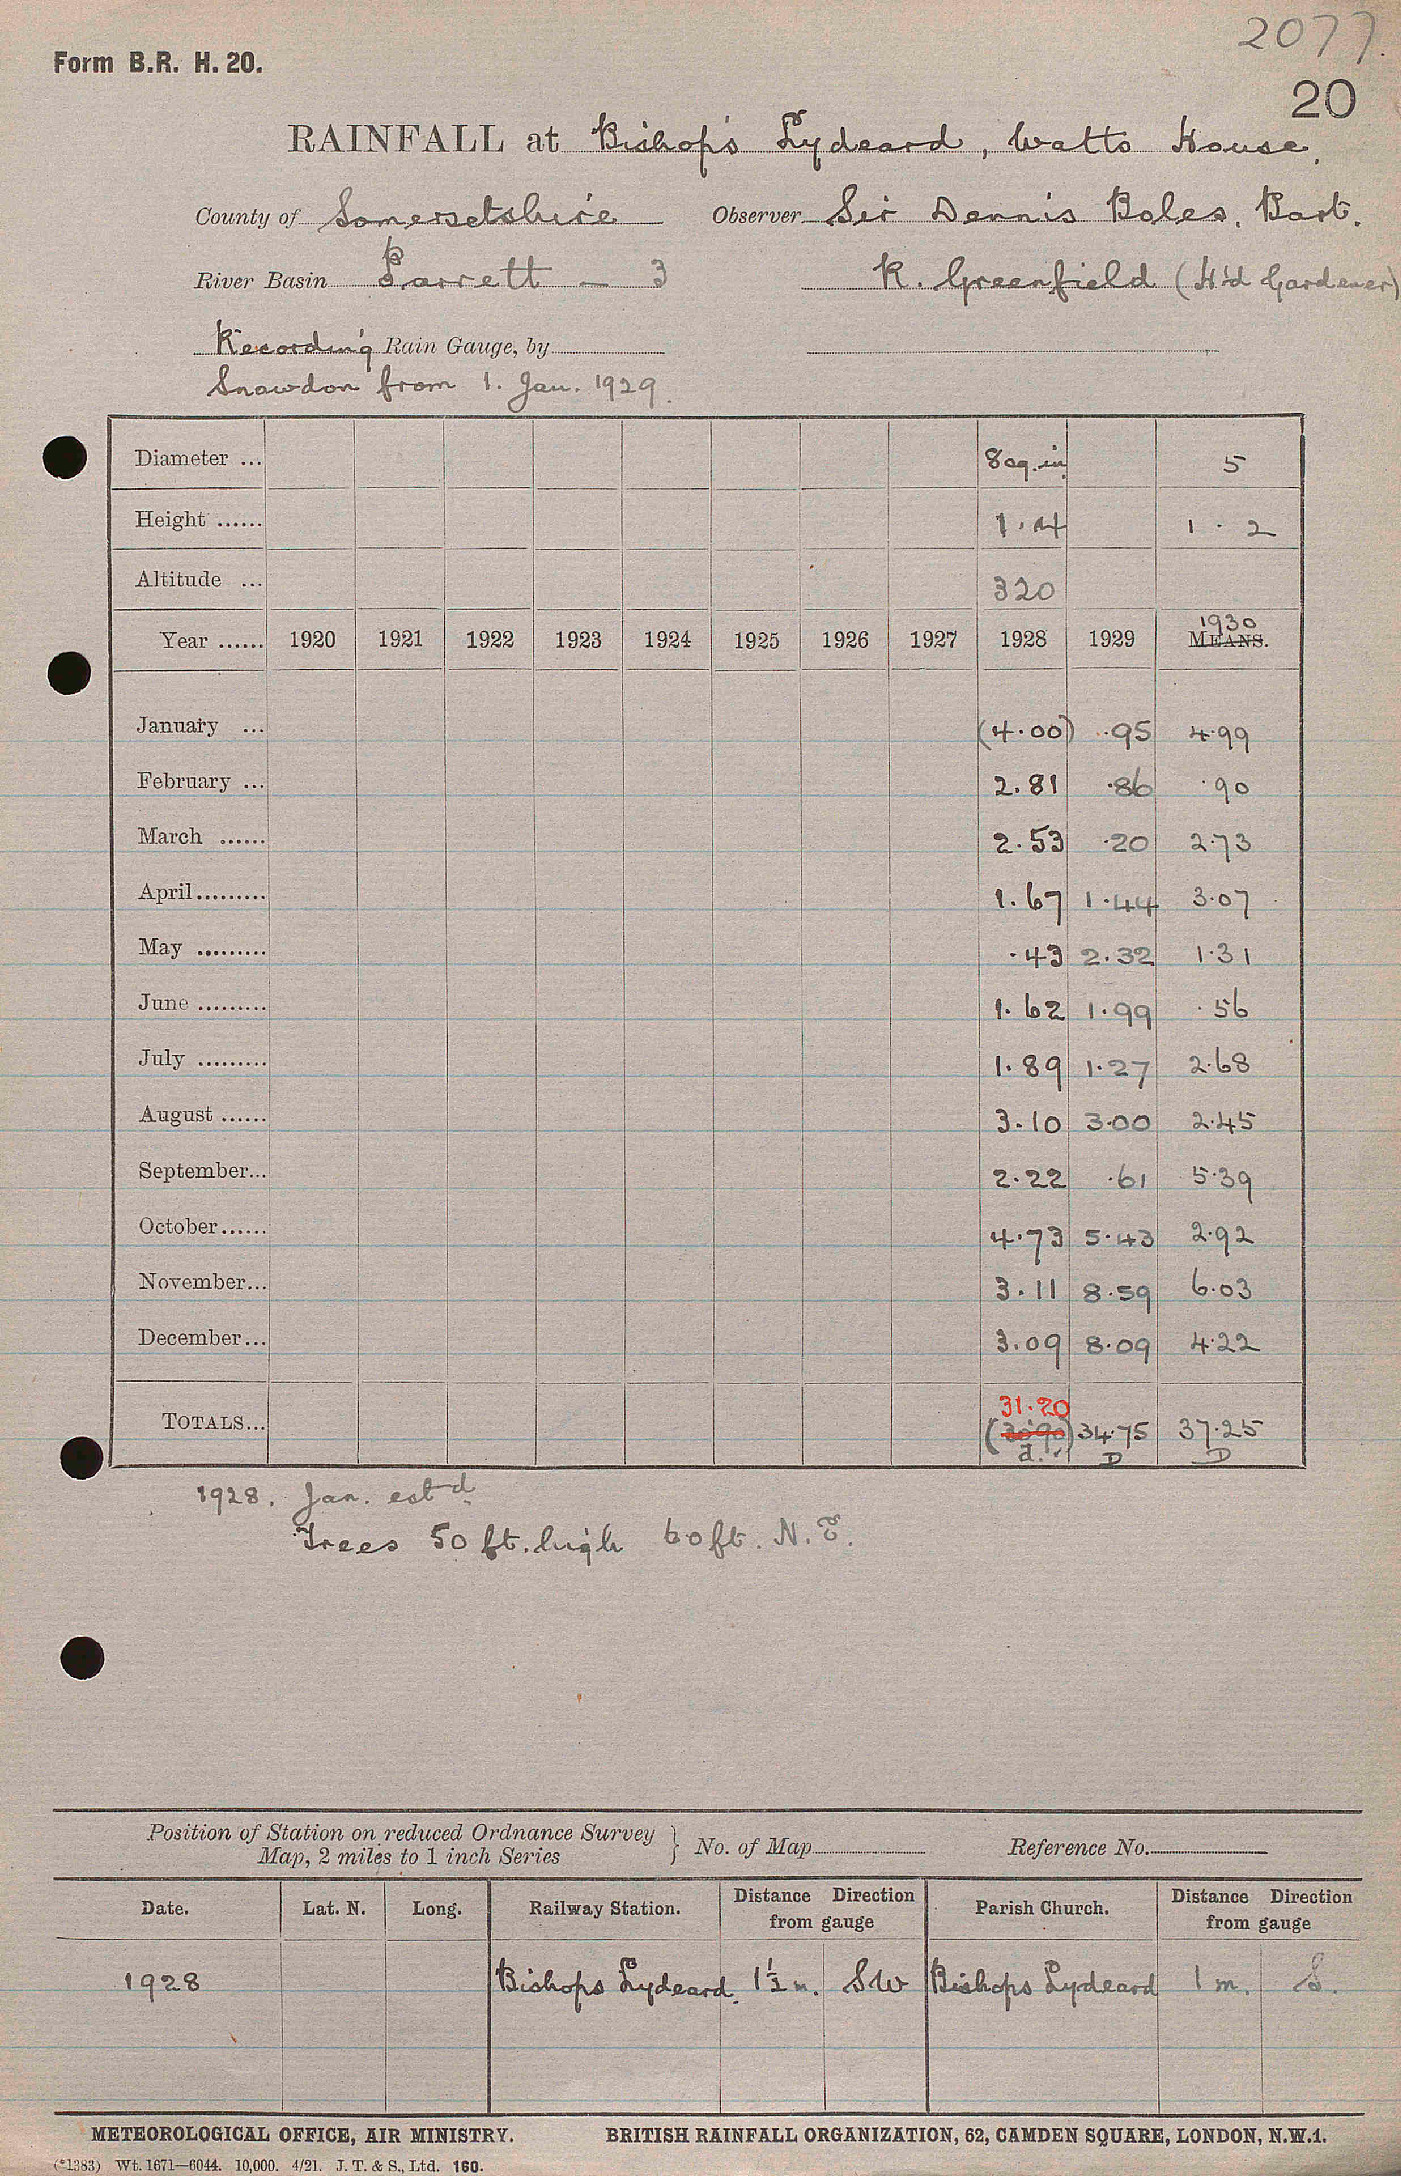 2077.
Form B.R. H. 20.
20
RAINFALL at Bishop's Lydeard, Watts House.
County of Somersetshire Observer Sir Dennis Boles. Bart.
River Basin Parrett — 3 K. Greenfield (H'd Gardener)
Recording Rain Gauge, by
Snowdon from 1. Jan. 1929.
Diameter ... 8 sq. in. 5
Height ...... 1.4 1 . 2
Altitude ... 320
Year ...... 1920 1921 1922 1923 1924 1925 1926 1927 1928 1929 1930 MEANS.
January ... (4.00) .95 4.99
February ... 2.81 .86 .90
March ...... 2.53 .20 2.73
April ......... 1.67 1.44 3.07
May ......... .43 2.32 1.31
June ......... 1.62 1.99 .56
July ......... 1.89 1.27 2.68
August ...... 3.10 3.00 2.45
September... 2.22 .61 5.39
October...... 4.73 5.43 2.92
November... 3.11 8.59 6.03
December... 3.09 8.09 4.22
31.20
TOTALS... (30.90) 34.75 37.25
a. D D
1928. Jan. estd
Trees 50 ft. high 60 ft. N.E.
Position of Station on reduced Ordnance Survey
Map, 2 miles to 1 inch Series } No. of Map Reference No.
Date. Lat. N. Long. Railway Station. Distance Direction from gauge Parish Church. Distance Direction from gauge
1928 Bishops Lydeard. 1½ m. SW Bishops Lydeard 1 m. S.
METEOROLOGICAL OFFICE, AIR MINISTRY. BRITISH RAINFALL ORGANIZATION, 62, CAMDEN SQUARE, LONDON, N.W.1.
(*1383) Wt. 1671—6044. 10,000. 4/21. J. T. & S., Ltd. 160.